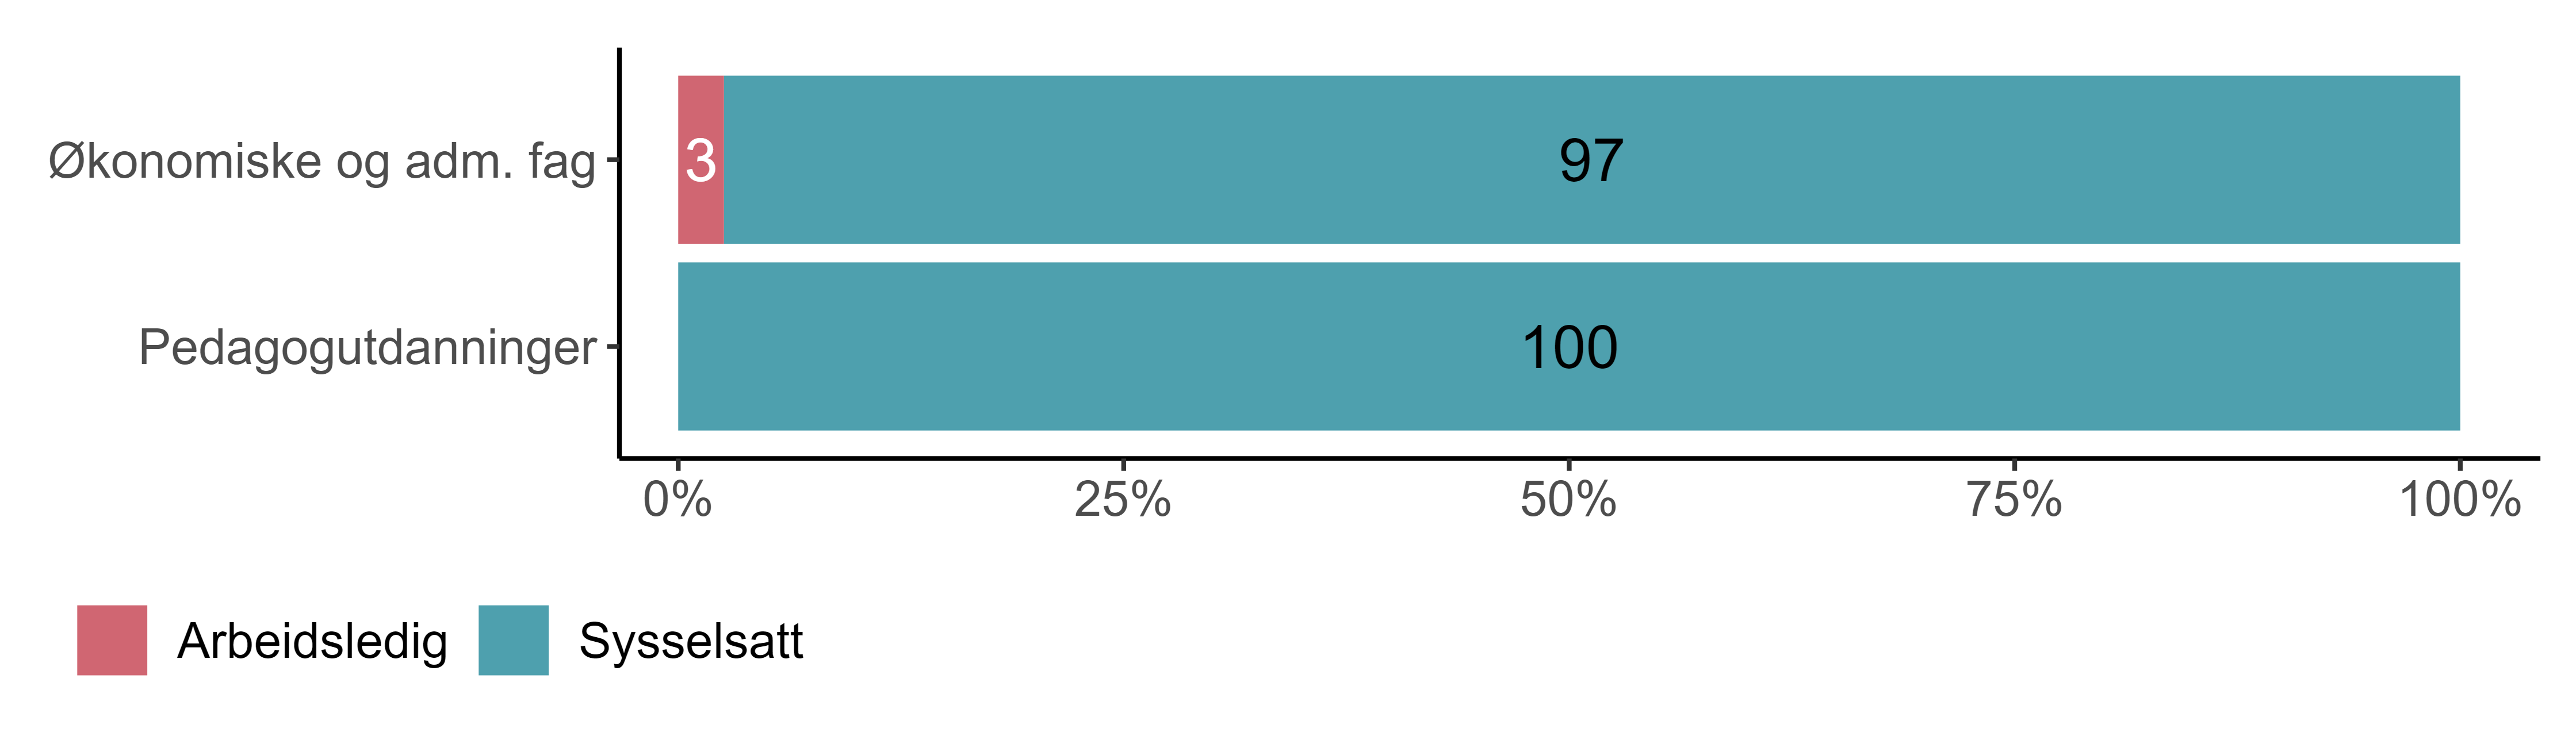 Økonomiske og adm. fag
3
97
Pedagogutdanninger
100
0% 25% 50% 75% 100%
Arbeidsledig Sysselsatt